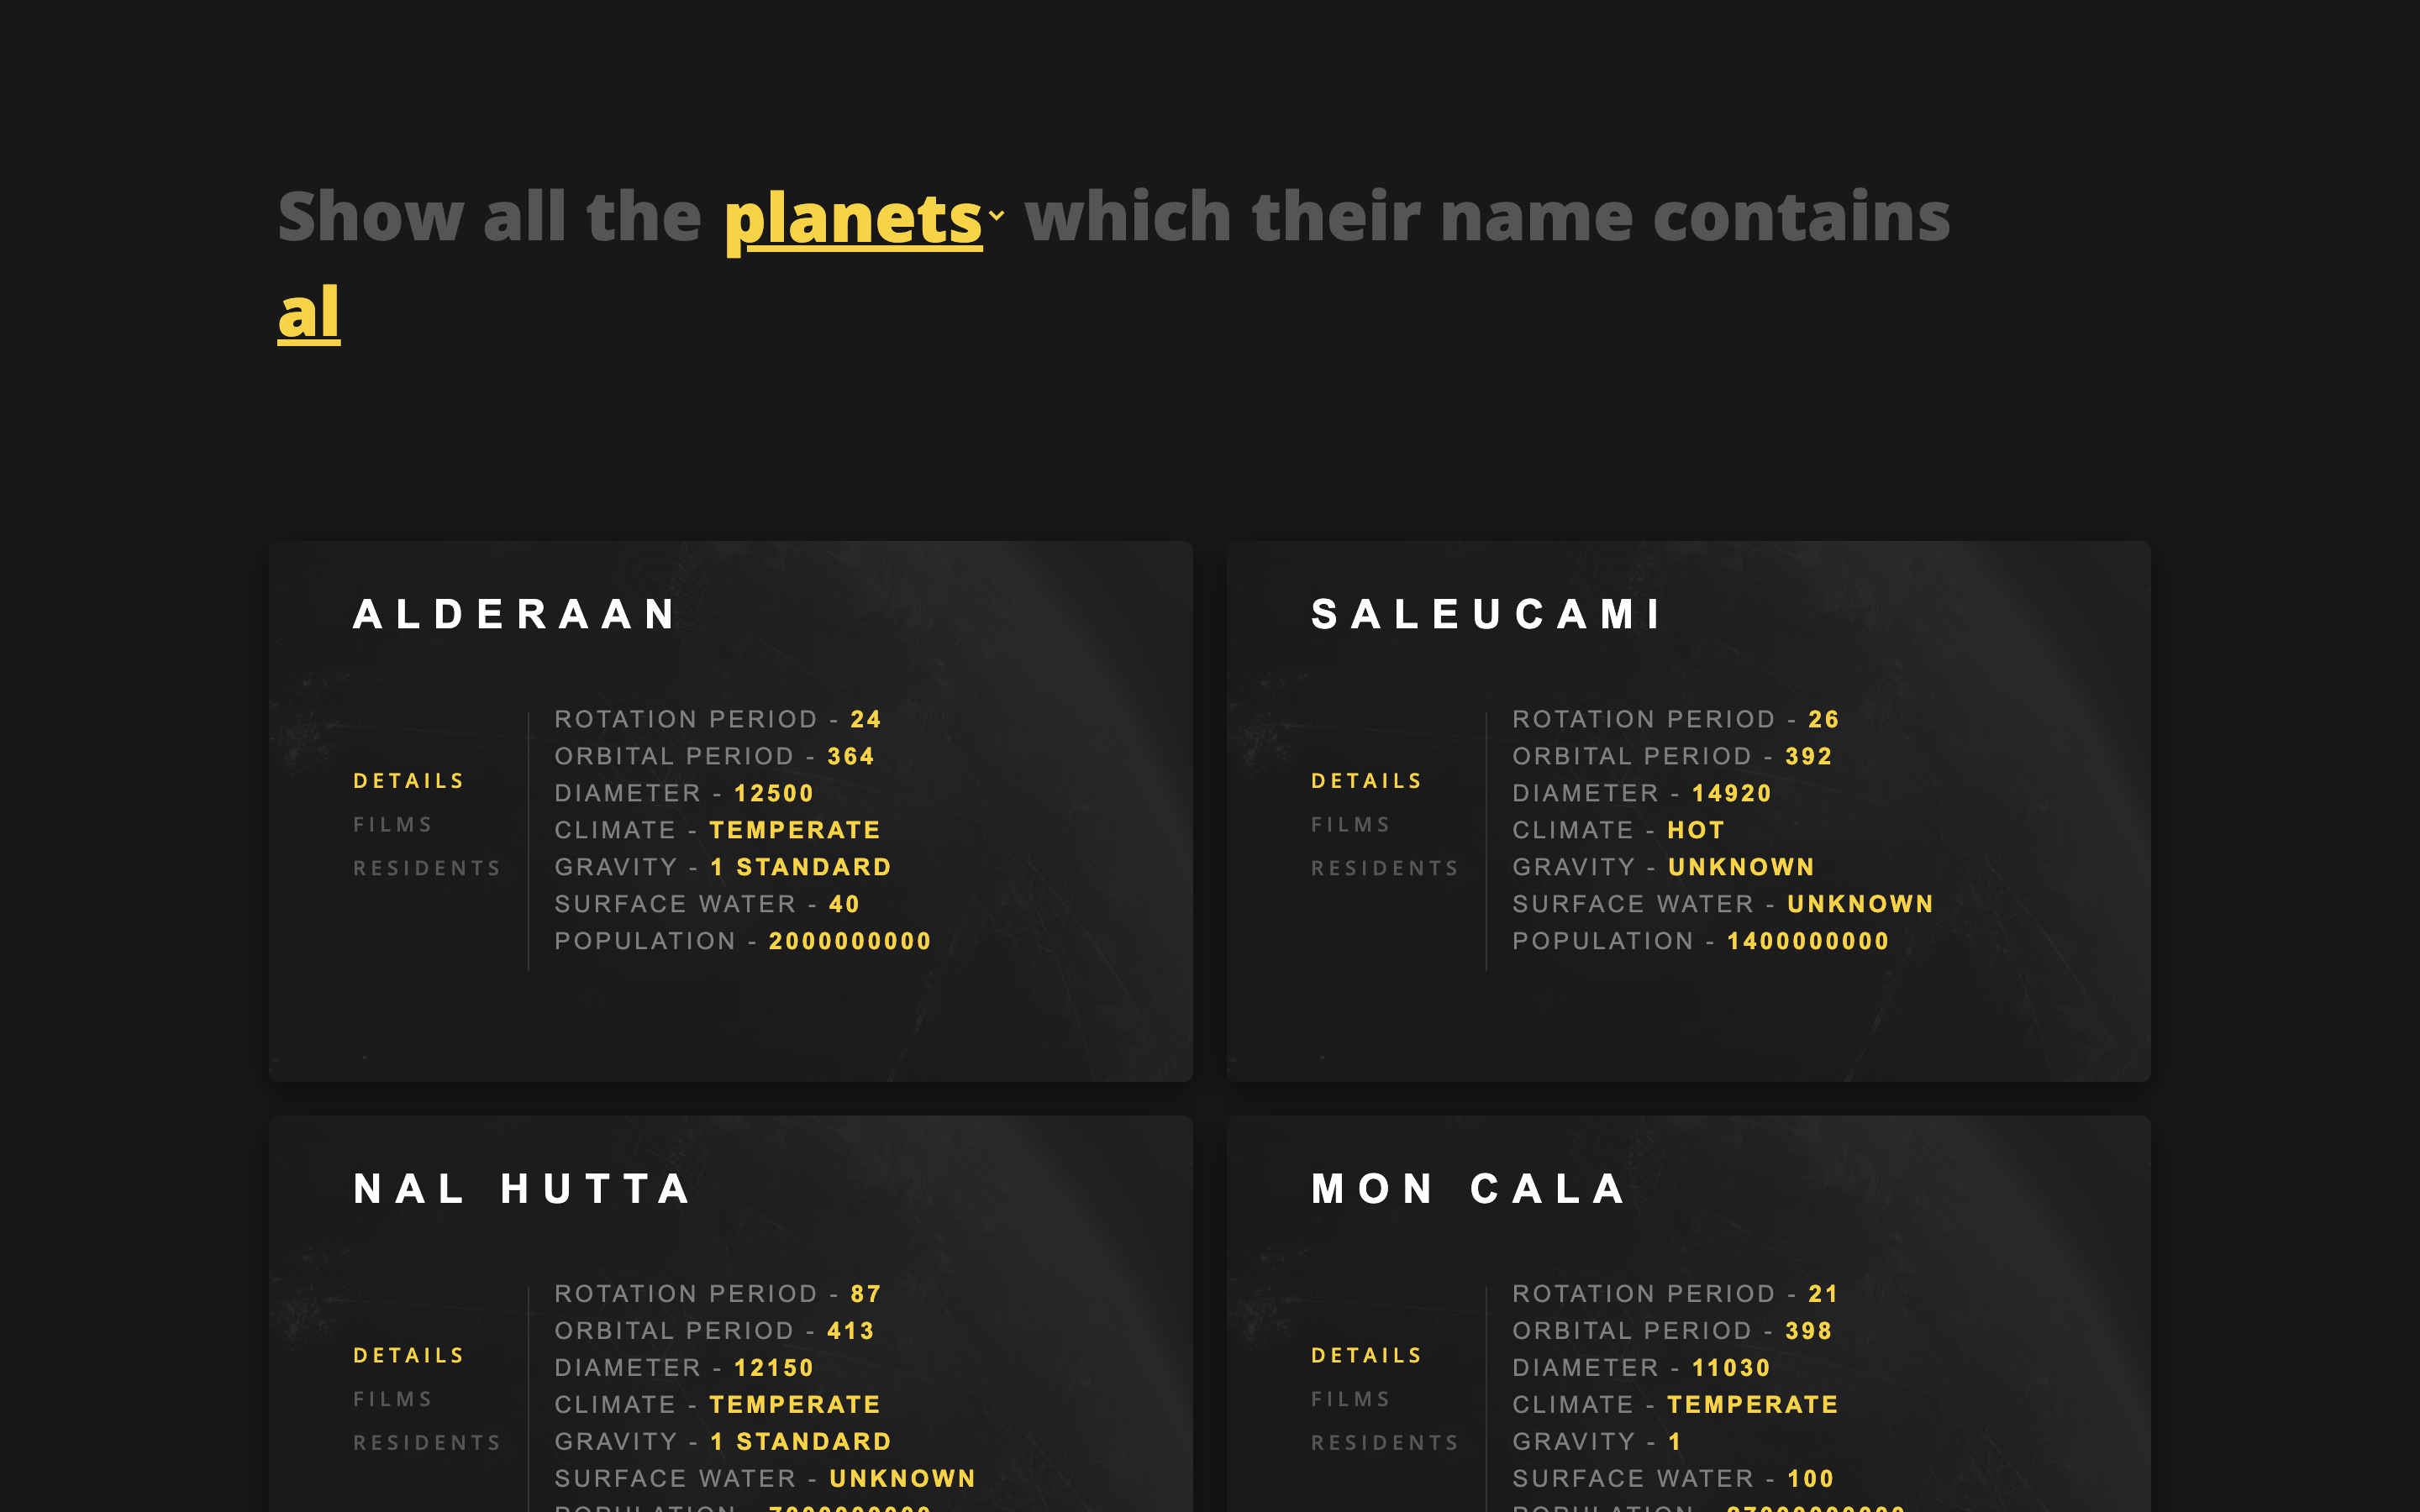 Show all the planets which their name contains
al
ALDERAAN
DETAILS
FILMS
RESIDENTS
ROTATION PERIOD - 24
ORBITAL PERIOD - 364
DIAMETER - 12500
CLIMATE - TEMPERATE
GRAVITY - 1 STANDARD
SURFACE WATER - 40
POPULATION - 2000000000
SALEUCAMI
DETAILS
FILMS
RESIDENTS
ROTATION PERIOD - 26
ORBITAL PERIOD - 392
DIAMETER - 14920
CLIMATE - HOT
GRAVITY - UNKNOWN
SURFACE WATER - UNKNOWN
POPULATION - 1400000000
NAL HUTTA
DETAILS
FILMS
RESIDENTS
ROTATION PERIOD - 87
ORBITAL PERIOD - 413
DIAMETER - 12150
CLIMATE - TEMPERATE
GRAVITY - 1 STANDARD
SURFACE WATER - UNKNOWN
POPULATION -
MON CALA
DETAILS
FILMS
RESIDENTS
ROTATION PERIOD - 21
ORBITAL PERIOD - 398
DIAMETER - 11030
CLIMATE - TEMPERATE
GRAVITY - 1
SURFACE WATER - 100
POPULATION -